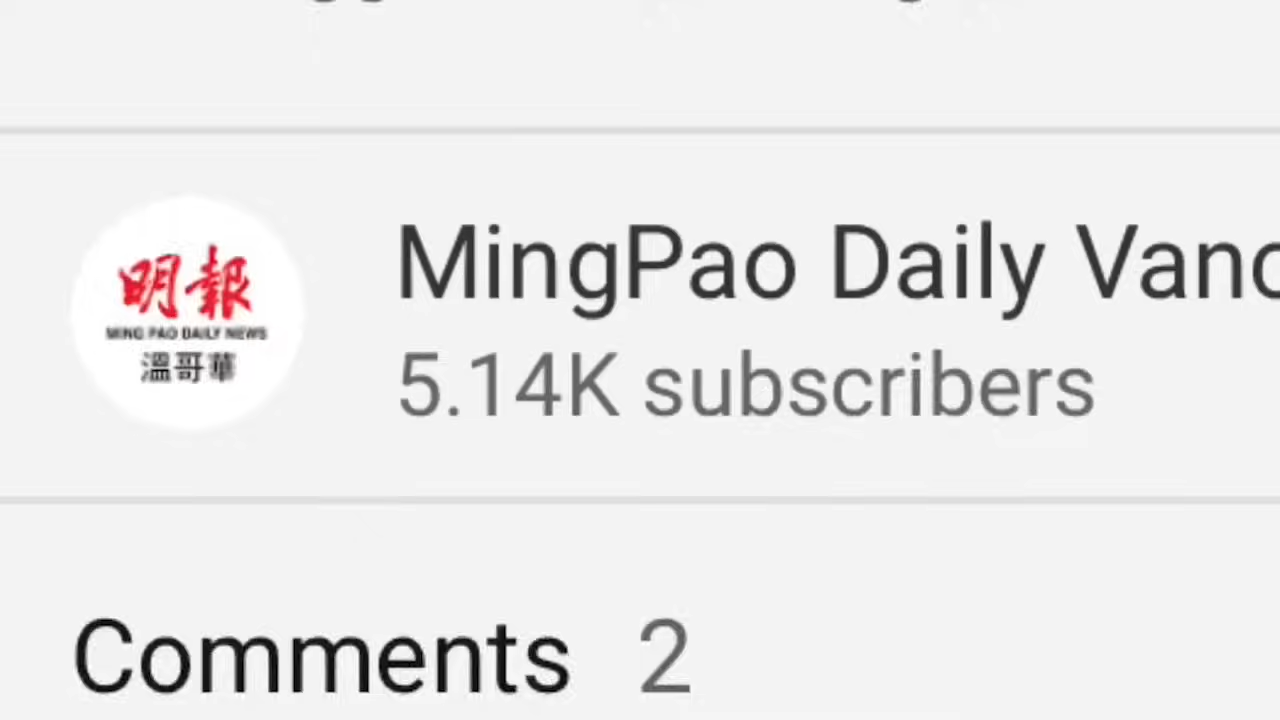 明報
MING PAO DAILY NEWS
溫哥華
MingPao Daily Vanc
5.14K subscribers
Comments 2